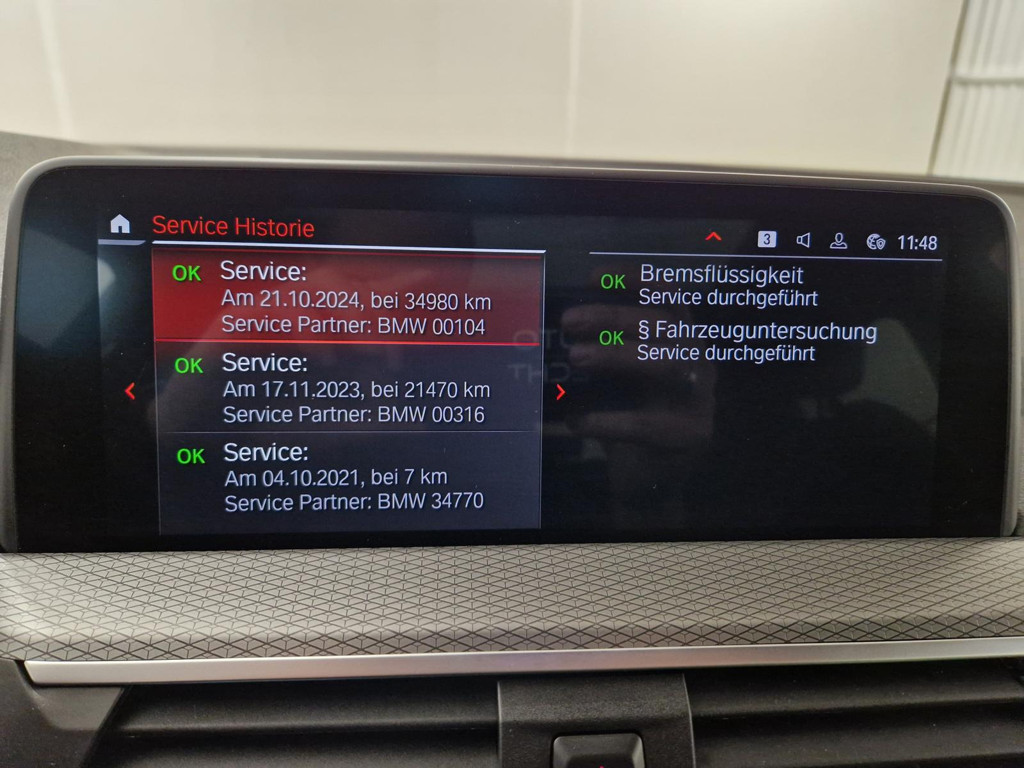 Service Historie
3
11:48
OK Service:
Am 21.10.2024, bei 34980 km
Service Partner: BMW 00104
OK Service:
Am 17.11.2023, bei 21470 km
Service Partner: BMW 00316
OK Service:
Am 04.10.2021, bei 7 km
Service Partner: BMW 34770
OK Bremsflüssigkeit
Service durchgeführt
OK § Fahrzeuguntersuchung
Service durchgeführt